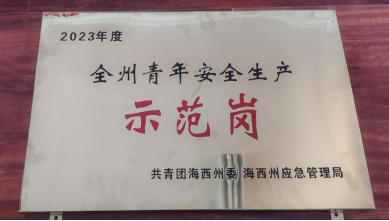 2023年度
全州青年安全生产
示范岗
共青团海西州委 海西州应急管理局